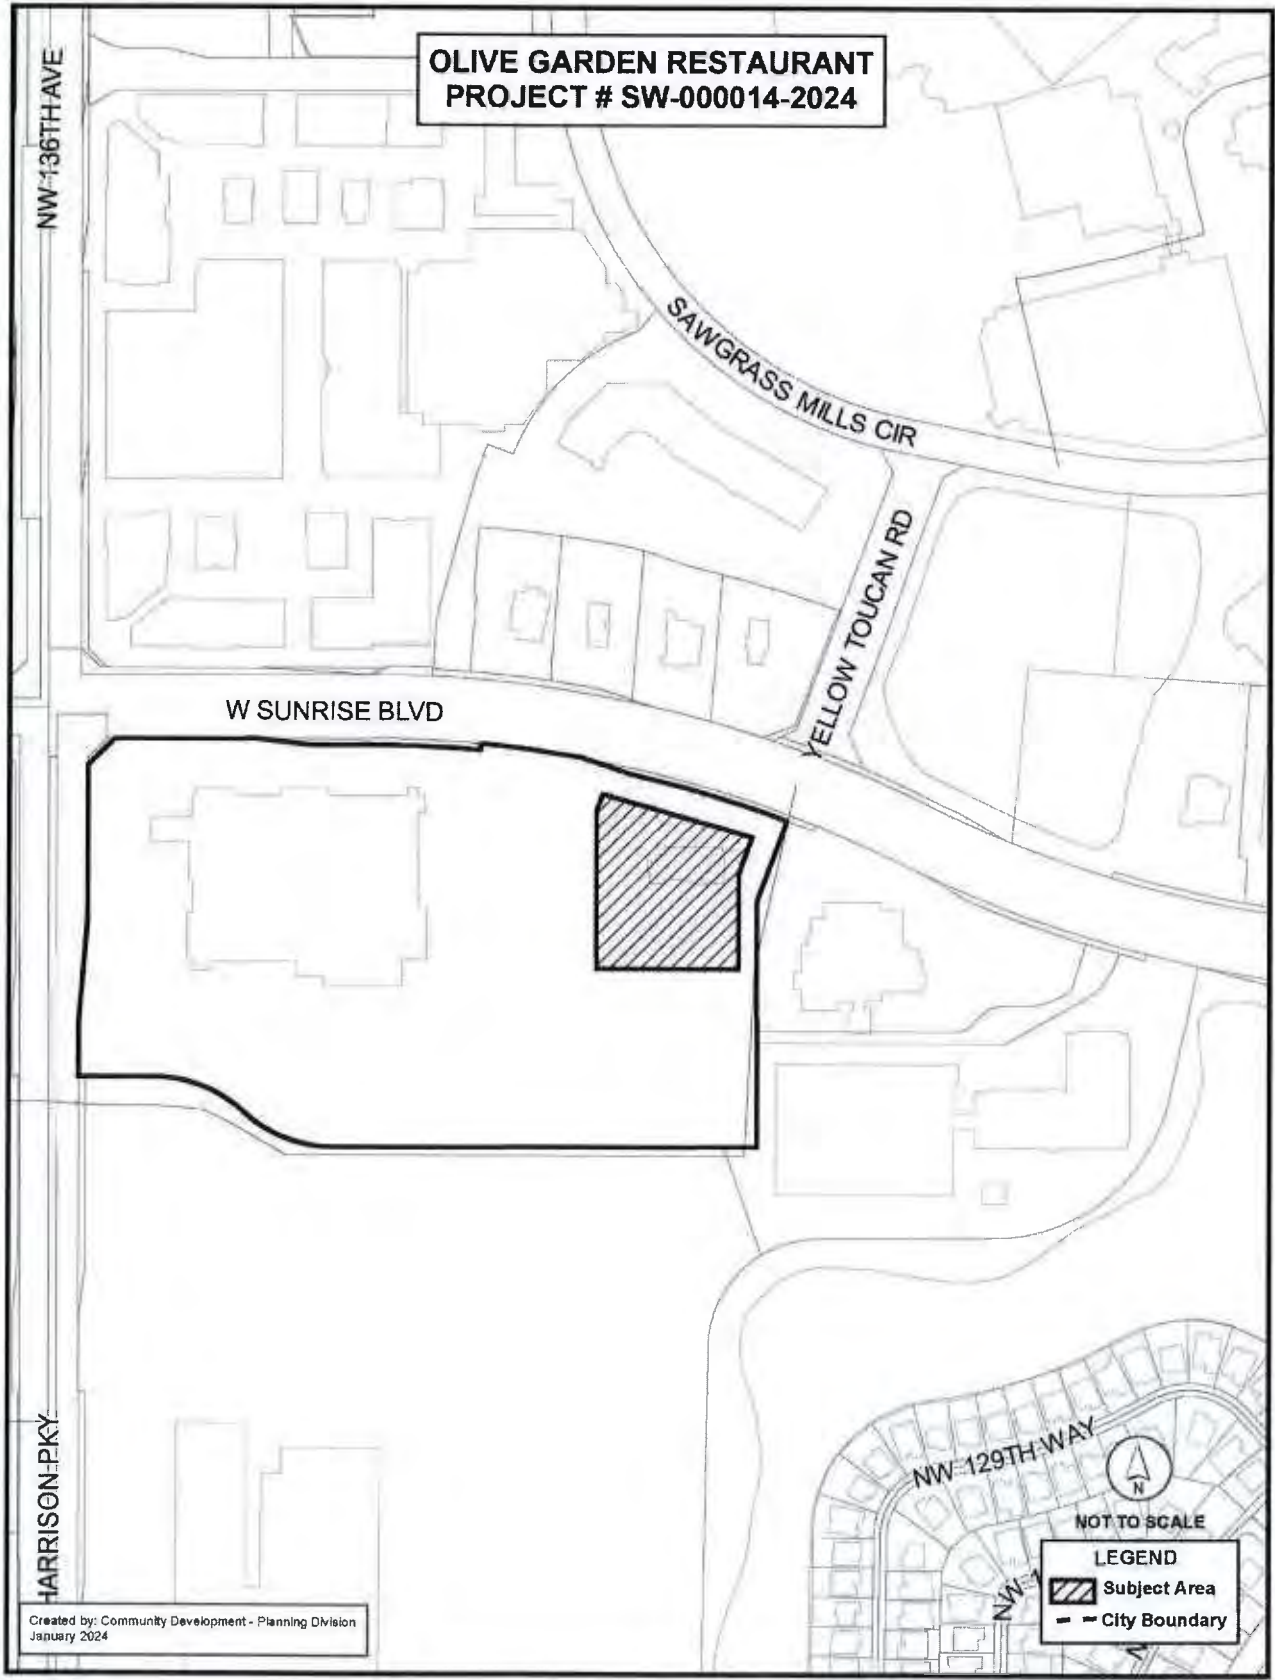 OLIVE GARDEN RESTAURANT
PROJECT # SW-000014-2024
NW 136TH AVE
SAWGRASS MILLS CIR
YELLOW TOUCAN RD
W SUNRISE BLVD
HARRISON PKY
NW 129TH WAY
N
NOT TO SCALE
LEGEND
Subject Area
City Boundary
NW 1
N
Created by: Community Development - Planning Division
January 2024